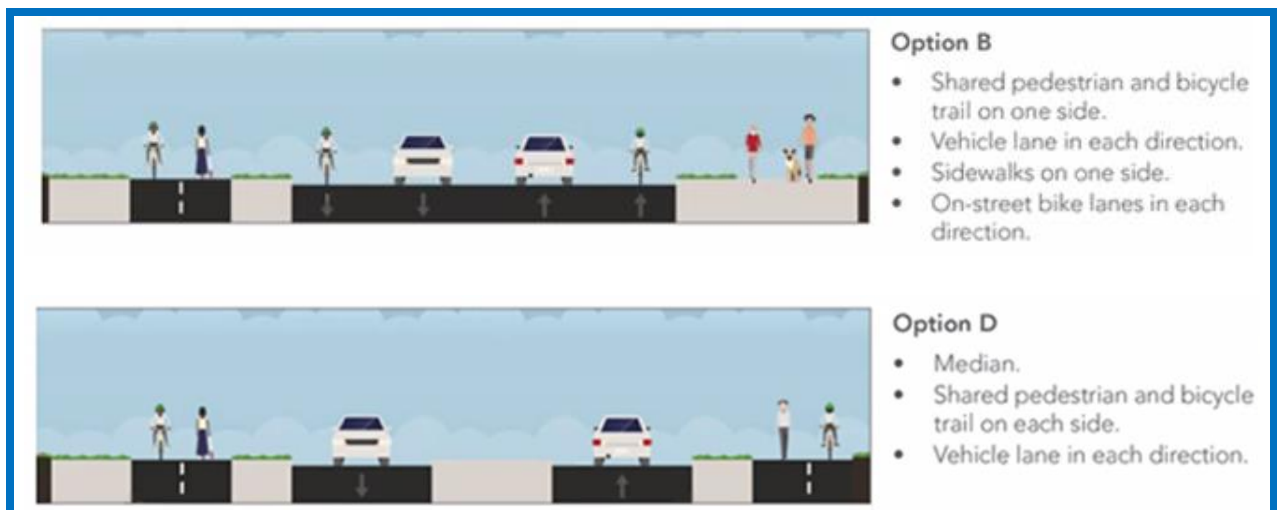 Option B
• Shared pedestrian and bicycle
trail on one side.
• Vehicle lane in each direction.
• Sidewalks on one side.
• On-street bike lanes in each
direction.
Option D
• Median.
• Shared pedestrian and bicycle
trail on each side.
• Vehicle lane in each direction.